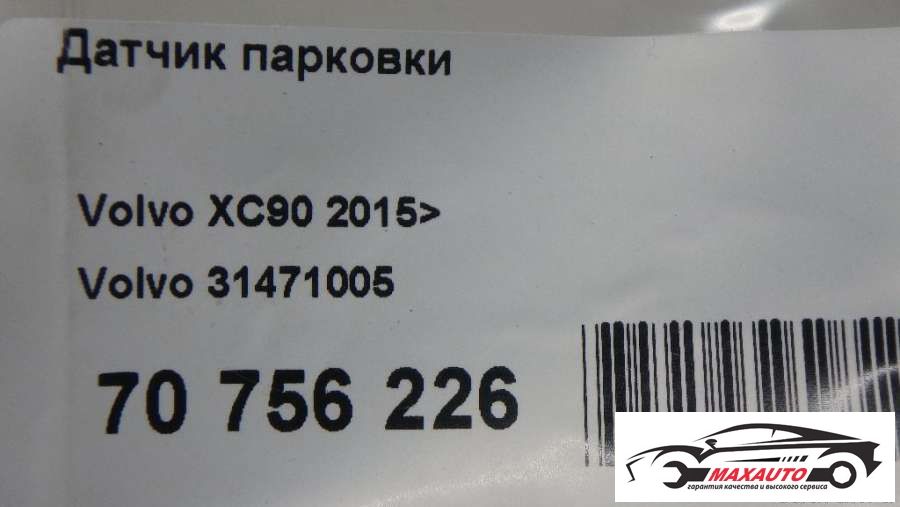 Датчик парковки
Volvo XC90 2015>
Volvo 31471005
70 756 226
MAXAUTO
гарантия качества и высокого сервиса